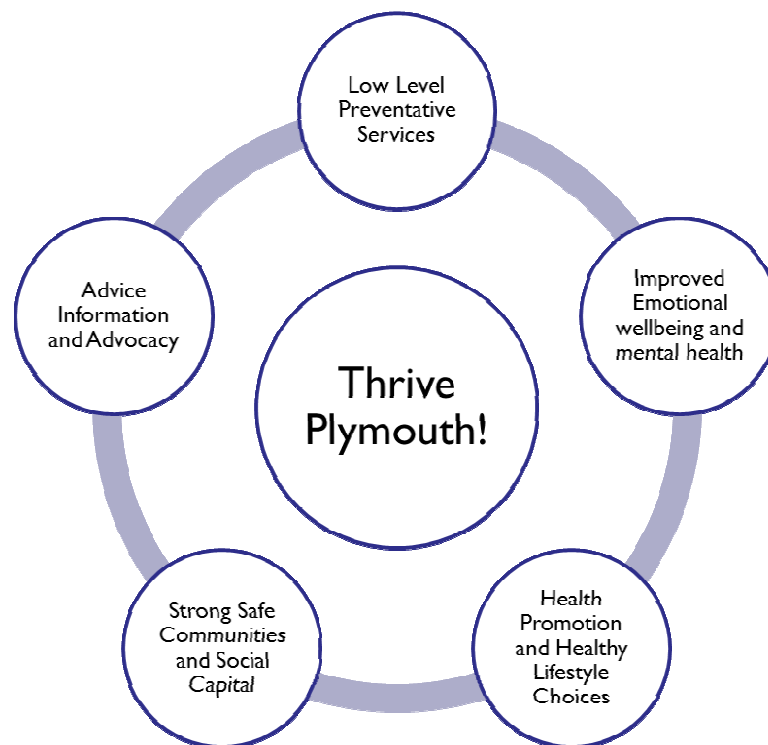 Low Level
Preventative
Services
Improved
Emotional
wellbeing and
mental health
Health
Promotion
and Healthy
Lifestyle
Choices
Strong Safe
Communities
and Social
Capital
Advice
Information
and Advocacy
Thrive
Plymouth!